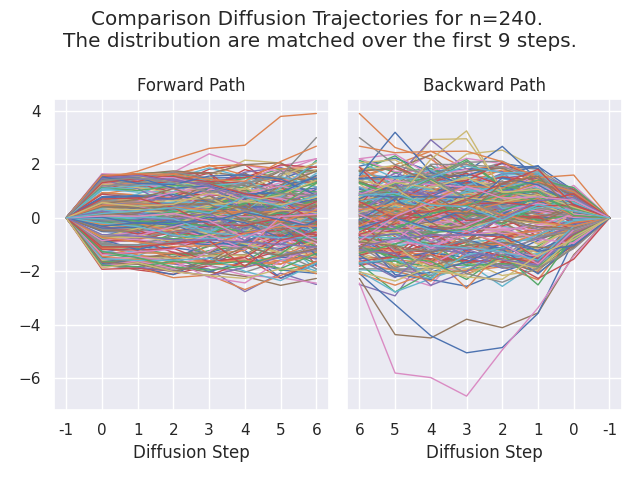 Comparison Diffusion Trajectories for n=240.
The distribution are matched over the first 9 steps.
Forward Path
Backward Path
4
2
0
−2
−4
−6
-1 0 1 2 3 4 5 6
6 5 4 3 2 1 0 -1
Diffusion Step
Diffusion Step